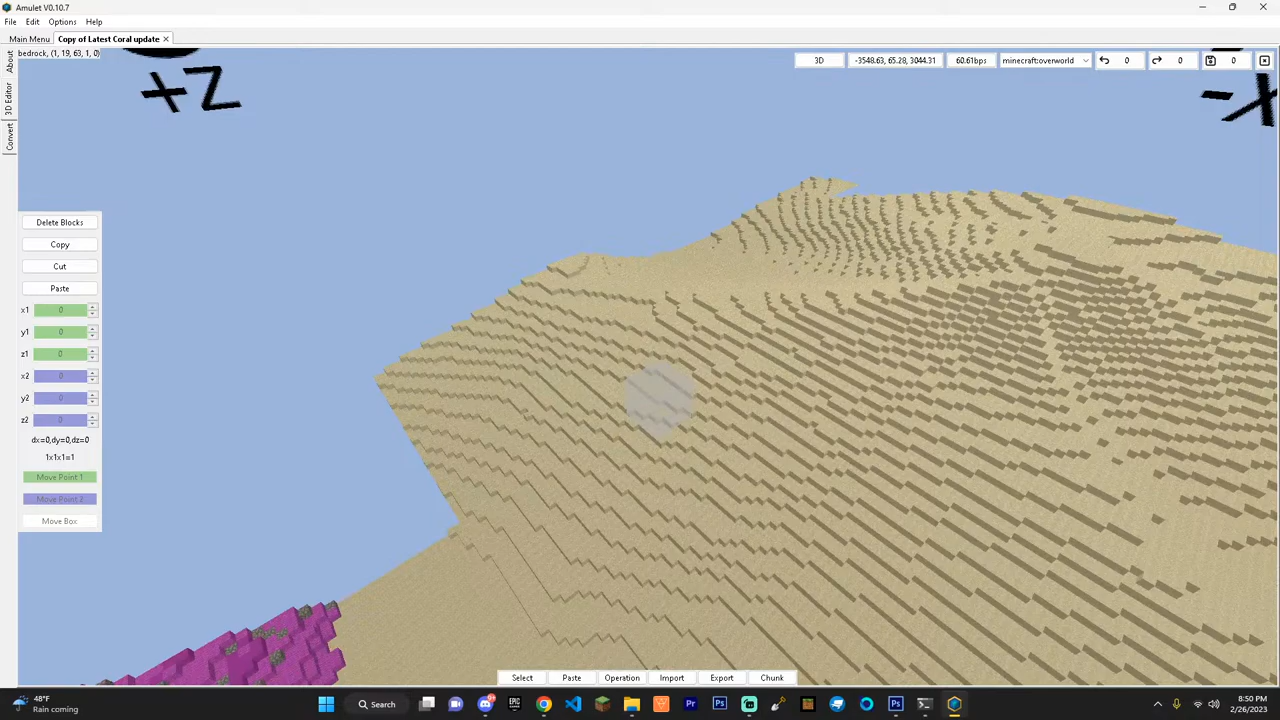 Amulet V0.10.7
File Edit Options Help
Main Menu Copy of Latest Coral update
bedrock, (1, 19, 63, 1, 0)
3D -3548.63, 65.28, 3044.31 60.61bps minecraft:overworld 0 0 0
About
3D Editor
Convert
+Z
-X
Delete Blocks
Copy
Cut
Paste
x1 0
y1 0
z1 0
x2 0
y2 0
z2 0
dx=0,dy=0,dz=0
1x1x1=1
Move Point 1
Move Point 2
Move Box
Select Paste Operation Import Export Chunk
48°F
Rain coming
Search
8:50 PM
2/26/2023